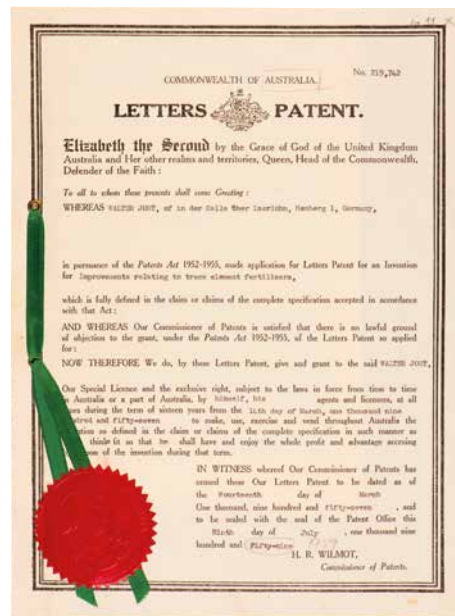 No. 219,742
COMMONWEALTH OF AUSTRALIA.
LETTERS PATENT.
Elizabeth the Second by the Grace of God of the United Kingdom
Australia and Her other realms and territories, Queen, Head of the Commonwealth,
Defender of the Faith :
To all to whom these presents shall come Greeting :
WHEREAS WALTER JOST, of in der Calls über Iserlohn, Hemberg 1, Germany,
in pursuance of the Patents Act 1952-1955, made application for Letters Patent for an Invention
for Improvements relating to trace element fertilizers,
which is fully defined in the claim or claims of the complete specification accepted in accordance
with that Act :
AND WHEREAS Our Commissioner of Patents is satisfied that there is no lawful ground
of objection to the grant, under the Patents Act 1952-1955, of the Letters Patent so applied
for :
NOW THEREFORE We do, by these Letters Patent, give and grant to the said WALTER JOST,
Our Special Licence and the exclusive right, subject to the laws in force from time to time
in Australia or a part of Australia, by himself, his agents and licensees, at all
during the term of sixteen years from the 14th day of March, one thousand nine
and fifty-seven to make, use, exercise and vend throughout Australia the
so defined in the claim or claims of the complete specification in such manner as
think fit so that he shall have and enjoy the whole profit and advantage accruing
of the invention during that term.
IN WITNESS whereof Our Commissioner of Patents has
caused these Our Letters Patent to be dated as of
the Fourteenth day of March
One thousand, nine hundred and fifty-seven , and
to be sealed with the seal of the Patent Office this
Ninth day of July , one thousand nine
hundred and Fifty-nine 1959
H. R. WILMOT,
Commissioner of Patents.